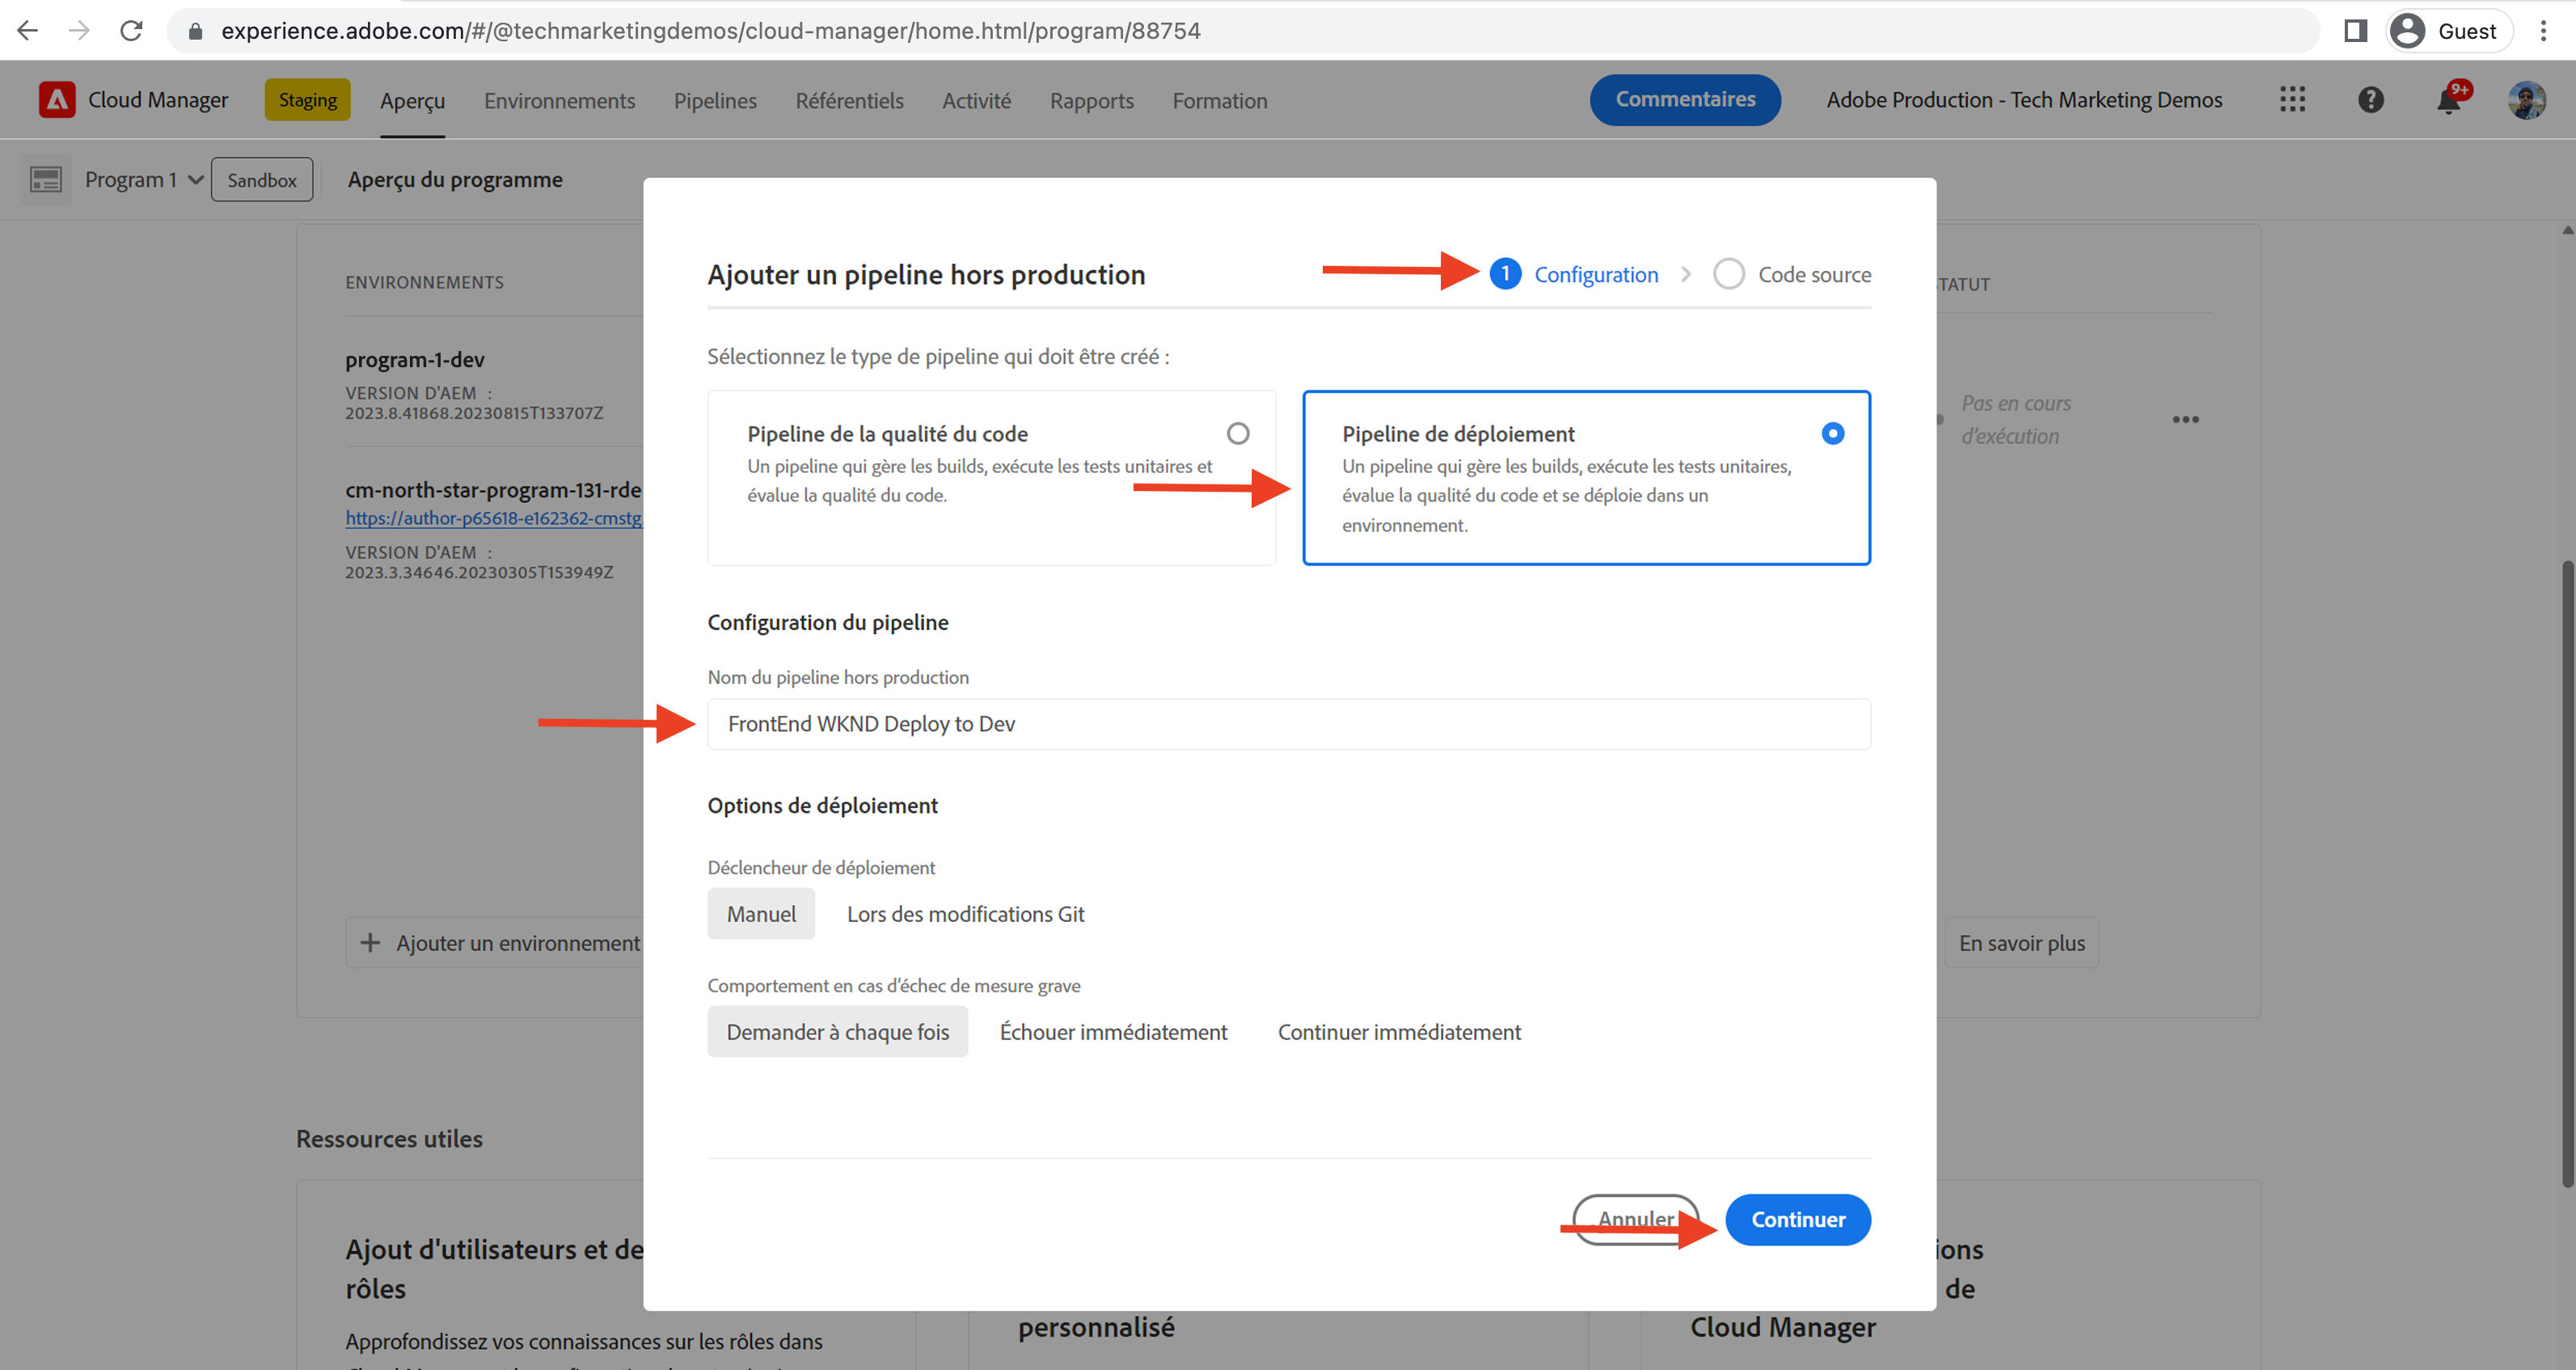 experience.adobe.com/#/@techmarketingdemos/cloud-manager/home.html/program/88754
Guest
Cloud Manager
Staging
Aperçu
Environnements
Pipelines
Référentiels
Activité
Rapports
Formation
Commentaires
Adobe Production - Tech Marketing Demos
9+
Program 1
Sandbox
Aperçu du programme
ENVIRONNEMENTS
program-1-dev
VERSION D'AEM :
2023.8.41868.20230815T133707Z
cm-north-star-program-131-rde
https://author-p65618-e162362-cmstg
VERSION D'AEM :
2023.3.34646.20230305T153949Z
Ajouter un environnement
Ajouter un pipeline hors production
1 Configuration
Code source
Sélectionnez le type de pipeline qui doit être créé :
Pipeline de la qualité du code
Un pipeline qui gère les builds, exécute les tests unitaires et
évalue la qualité du code.
Pipeline de déploiement
Un pipeline qui gère les builds, exécute les tests unitaires,
évalue la qualité du code et se déploie dans un
environnement.
Configuration du pipeline
Nom du pipeline hors production
FrontEnd WKND Deploy to Dev
Options de déploiement
Déclencheur de déploiement
Manuel
Lors des modifications Git
Comportement en cas d'échec de mesure grave
Demander à chaque fois
Échouer immédiatement
Continuer immédiatement
Annuler
Continuer
TATUT
Pas en cours
d'exécution
En savoir plus
Ressources utiles
Ajout d'utilisateurs et de
rôles
Approfondissez vos connaissances sur les rôles dans
personnalisé
ions
de
Cloud Manager